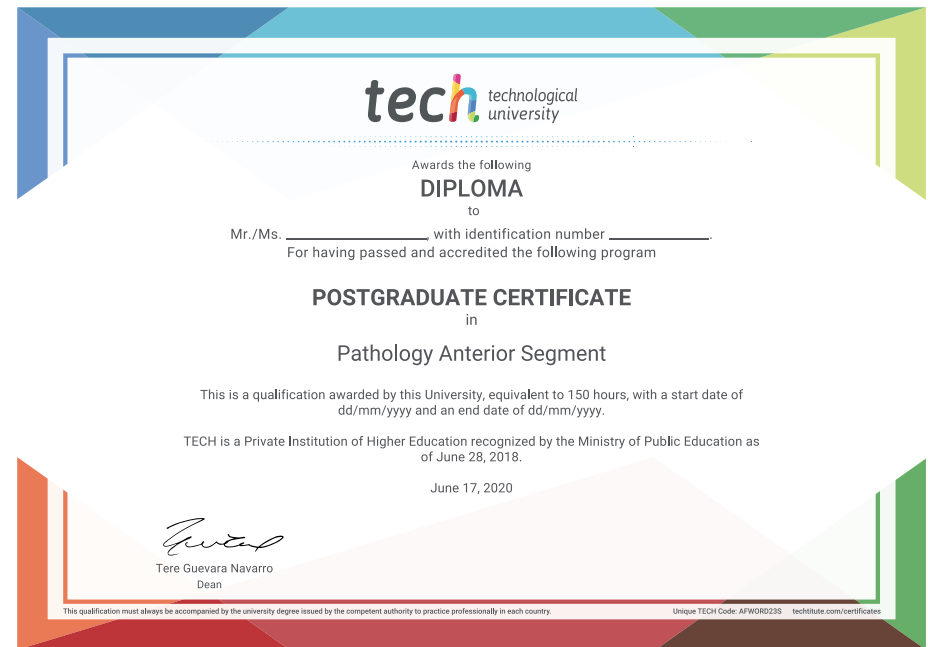 tech technological
university
Awards the following
DIPLOMA
to
Mr./Ms. ____________________, with identification number ______________.
For having passed and accredited the following program
POSTGRADUATE CERTIFICATE
in
Pathology Anterior Segment
This is a qualification awarded by this University, equivalent to 150 hours, with a start date of
dd/mm/yyyy and an end date of dd/mm/yyyy.
TECH is a Private Institution of Higher Education recognized by the Ministry of Public Education as
of June 28, 2018.
June 17, 2020
Tere Guevara Navarro
Dean
This qualification must always be accompanied by the university degree issued by the competent authority to practice professionally in each country.
Unique TECH Code: AFWORD23S techtitute.com/certificates